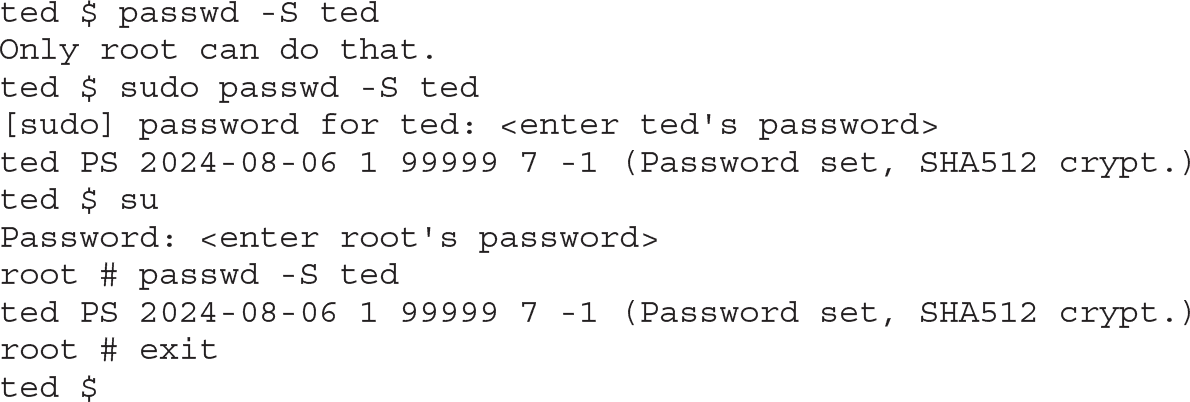 ted $ passwd -S ted
Only root can do that.
ted $ sudo passwd -S ted
[sudo] password for ted: <enter ted's password>
ted PS 2024-08-06 1 99999 7 -1 (Password set, SHA512 crypt.)
ted $ su
Password: <enter root's password>
root # passwd -S ted
ted PS 2024-08-06 1 99999 7 -1 (Password set, SHA512 crypt.)
root # exit
ted $